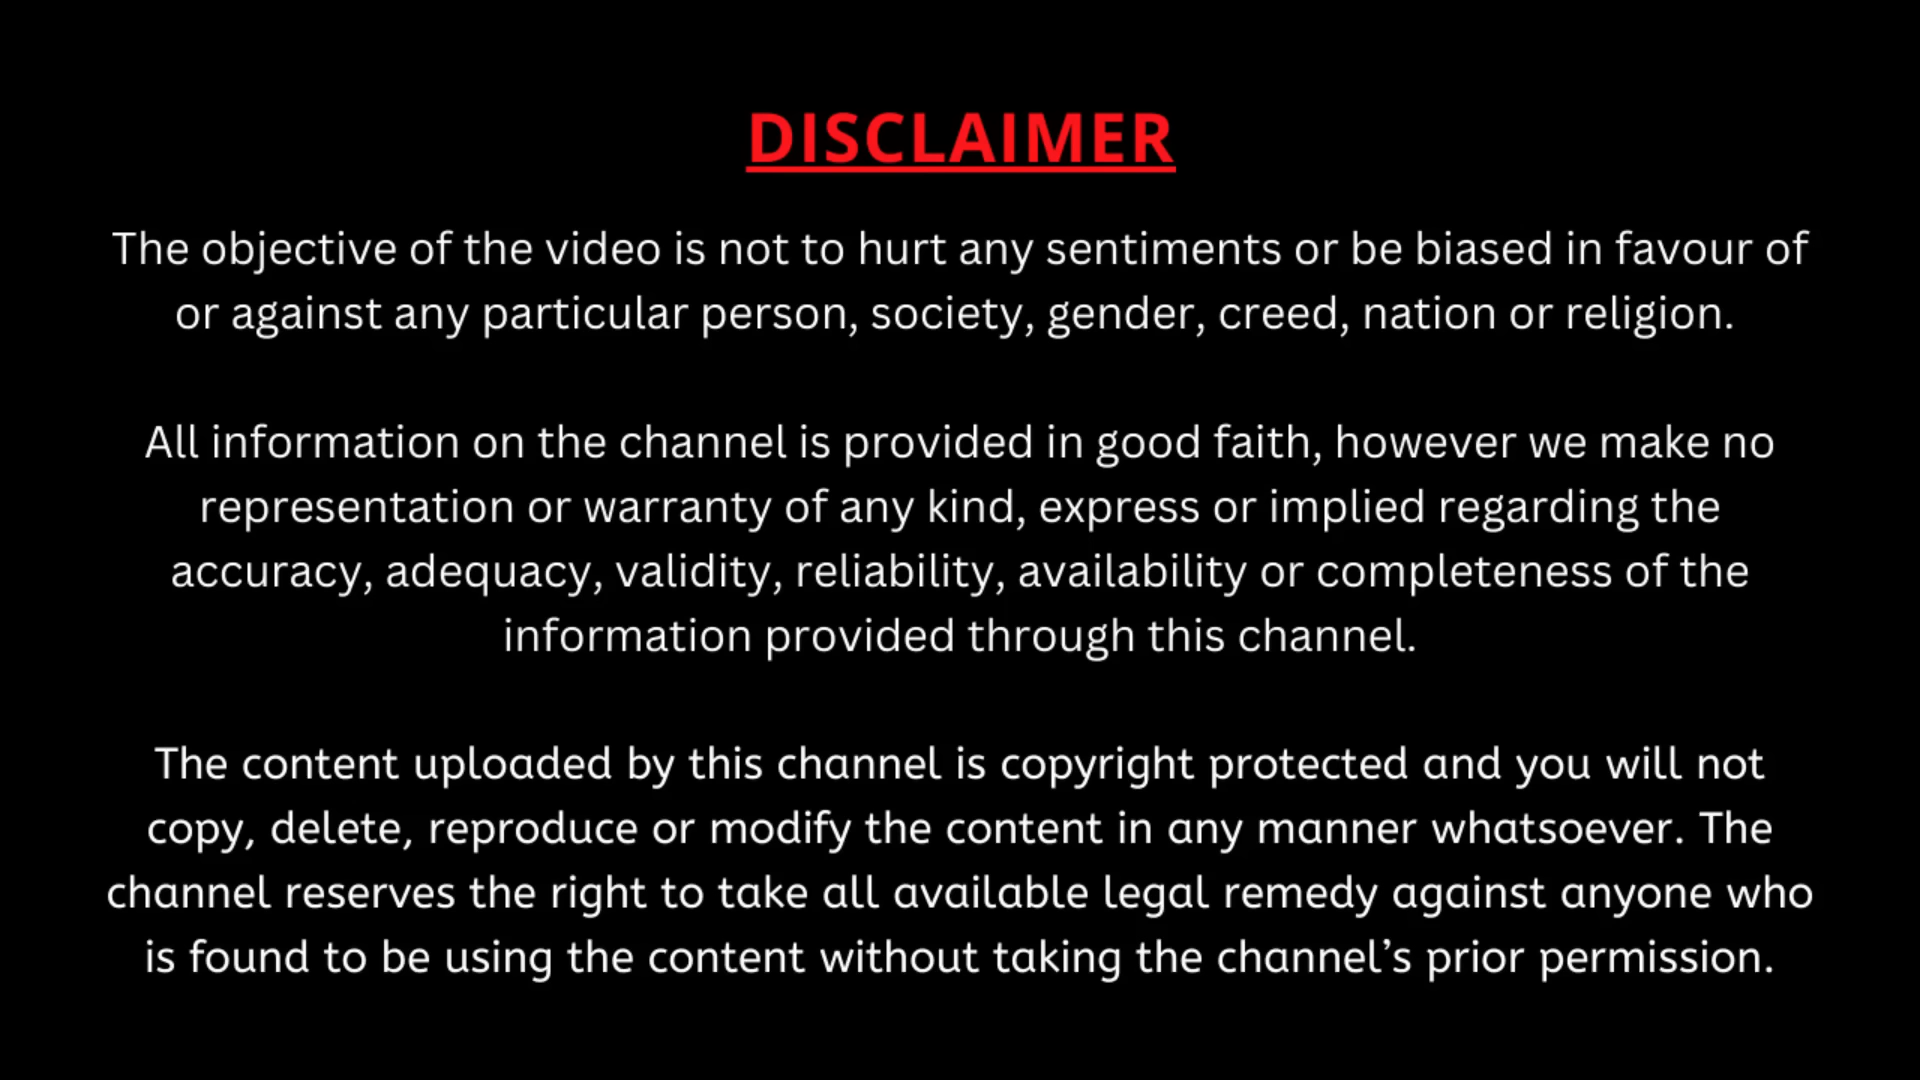 DISCLAIMER
The objective of the video is not to hurt any sentiments or be biased in favour of
or against any particular person, society, gender, creed, nation or religion.
All information on the channel is provided in good faith, however we make no
representation or warranty of any kind, express or implied regarding the
accuracy, adequacy, validity, reliability, availability or completeness of the
information provided through this channel.
The content uploaded by this channel is copyright protected and you will not
copy, delete, reproduce or modify the content in any manner whatsoever. The
channel reserves the right to take all available legal remedy against anyone who
is found to be using the content without taking the channel’s prior permission.